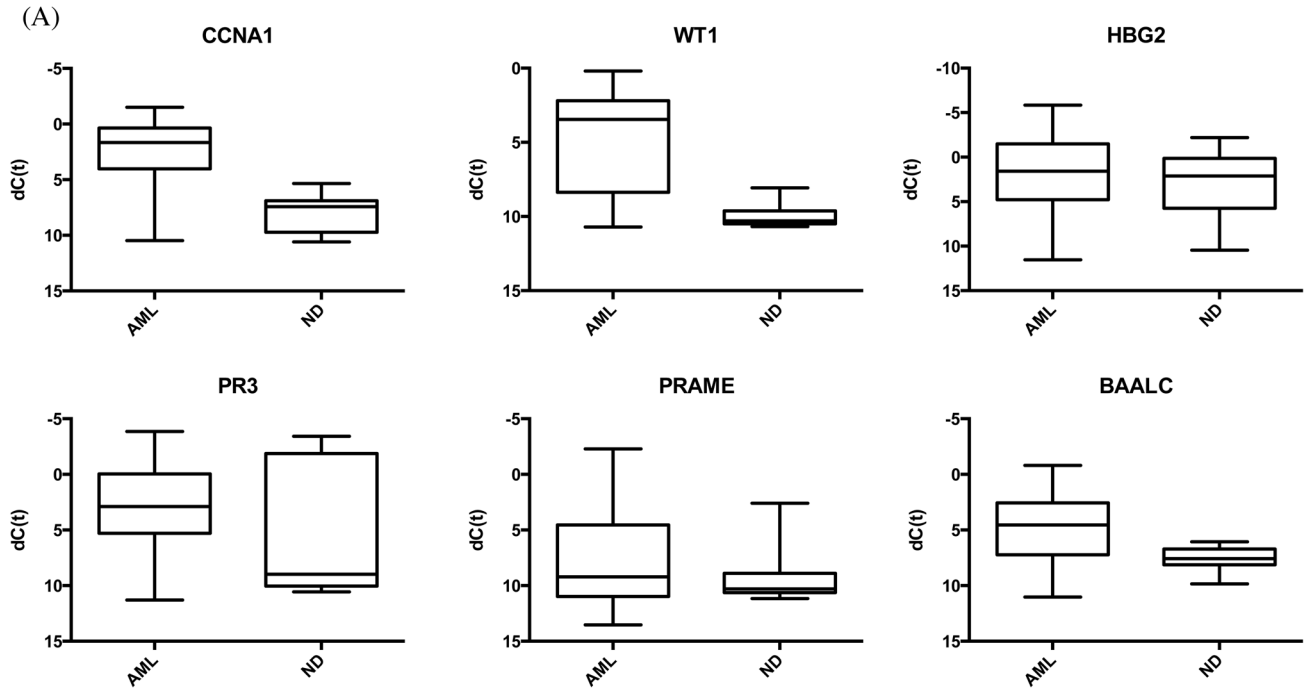 (A)
CCNA1
WT1
HBG2
dC(t)
-5
0
5
10
15
AML
ND
dC(t)
0
5
10
15
AML
ND
dC(t)
-10
-5
0
5
10
15
AML
ND
PR3
PRAME
BAALC
dC(t)
-5
0
5
10
15
AML
ND
dC(t)
-5
0
5
10
15
AML
ND
dC(t)
-5
0
5
10
15
AML
ND